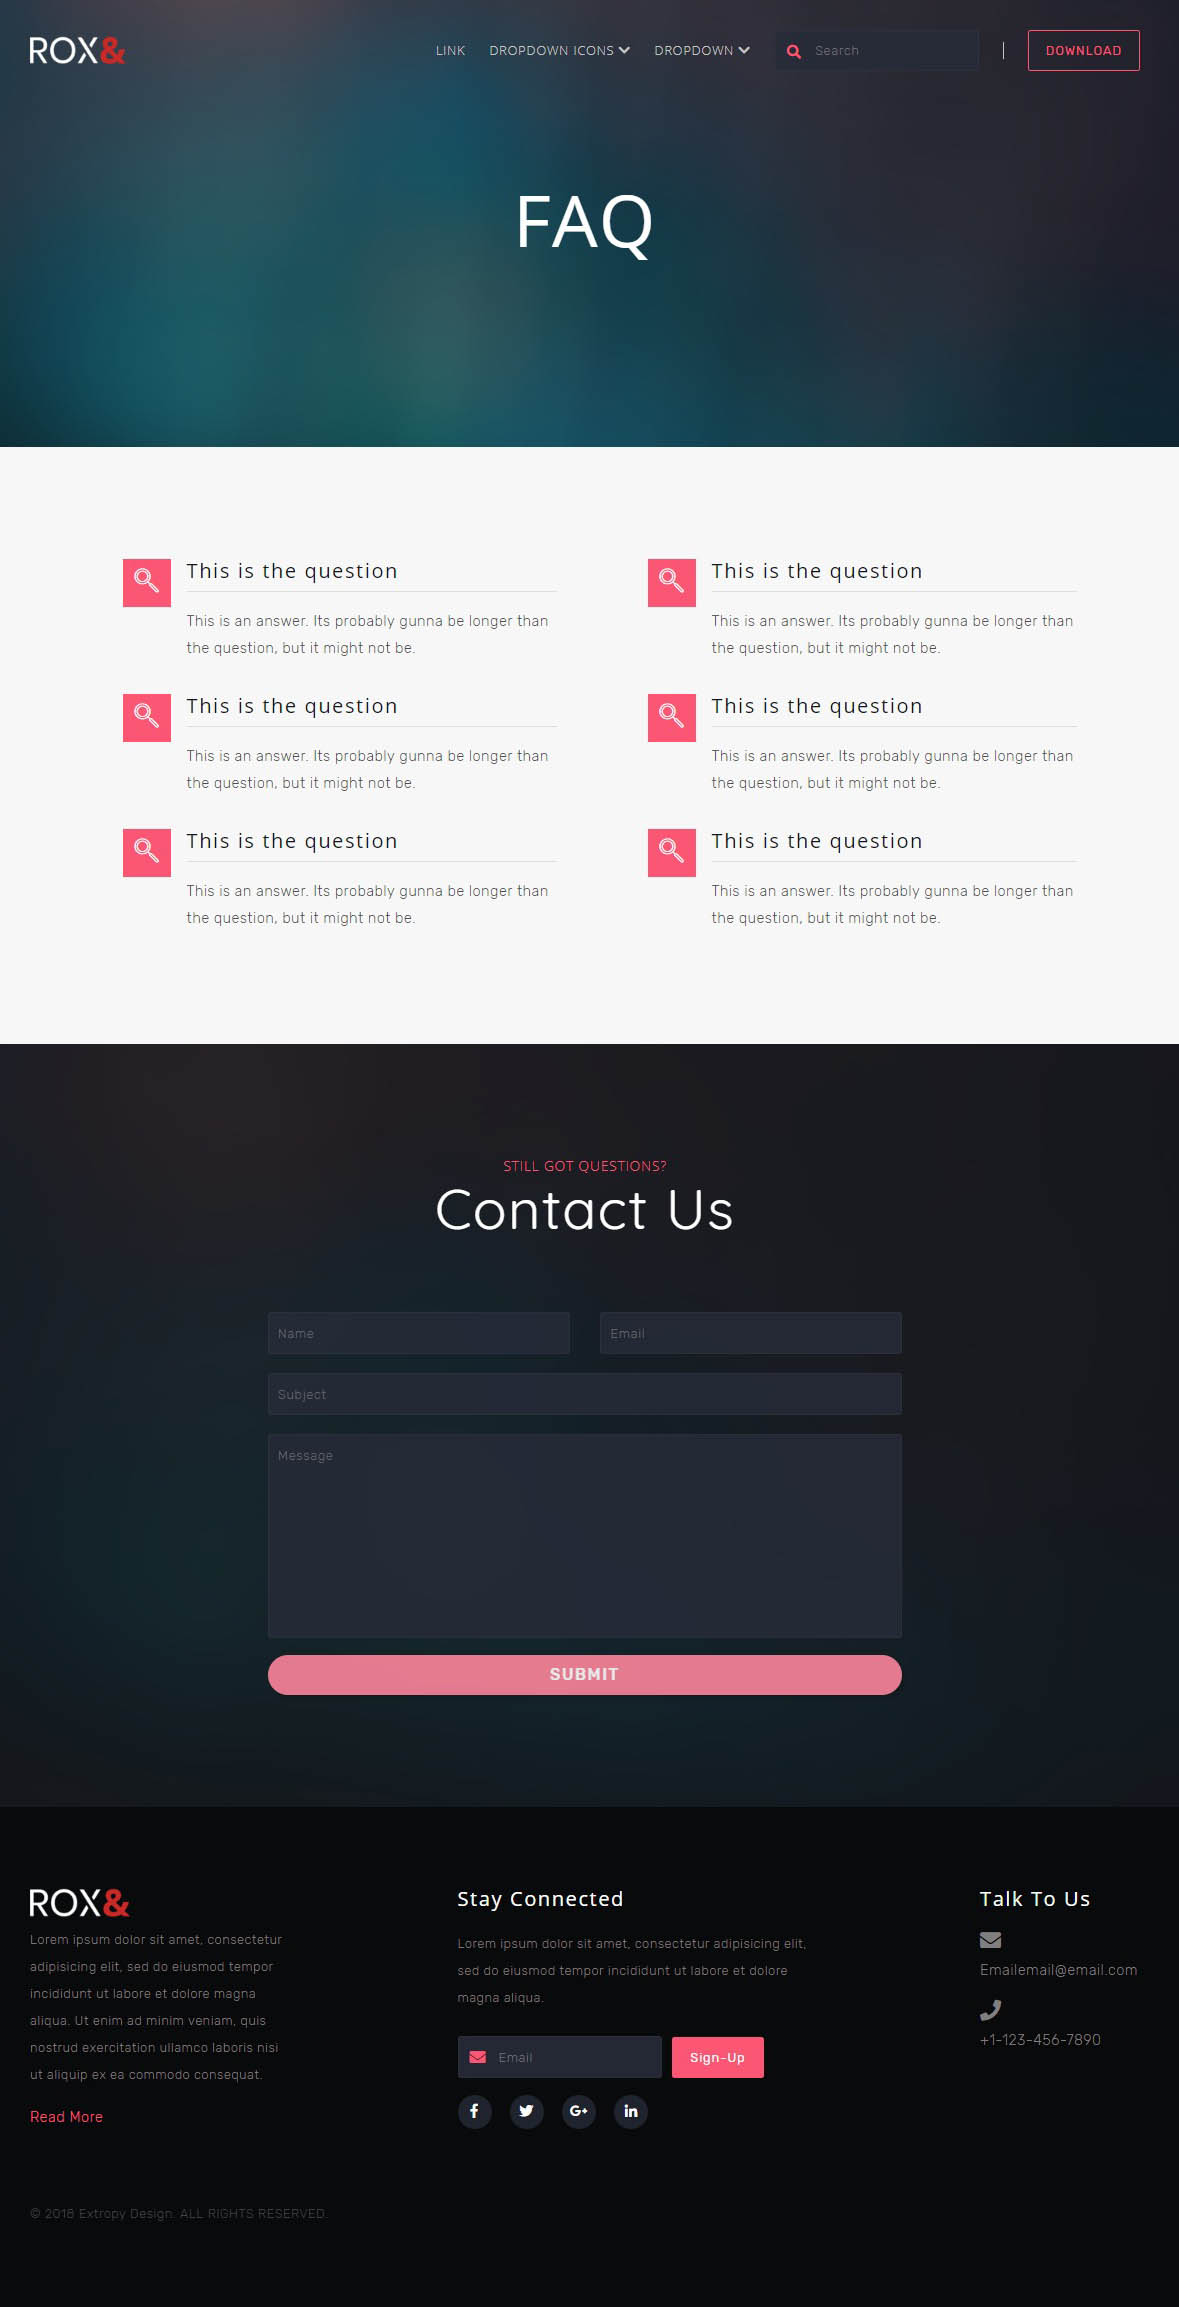 ROX&
LINK
DROPDOWN ICONS
DROPDOWN
Search
DOWNLOAD
FAQ
This is the question
This is an answer. Its probably gunna be longer than
the question, but it might not be.
This is the question
This is an answer. Its probably gunna be longer than
the question, but it might not be.
This is the question
This is an answer. Its probably gunna be longer than
the question, but it might not be.
This is the question
This is an answer. Its probably gunna be longer than
the question, but it might not be.
This is the question
This is an answer. Its probably gunna be longer than
the question, but it might not be.
This is the question
This is an answer. Its probably gunna be longer than
the question, but it might not be.
STILL GOT QUESTIONS?
Contact Us
Name
Email
Subject
Message
SUBMIT
ROX&
Lorem ipsum dolor sit amet, consectetur
adipisicing elit, sed do eiusmod tempor
incididunt ut labore et dolore magna
aliqua. Ut enim ad minim veniam, quis
nostrud exercitation ullamco laboris nisi
ut aliquip ex ea commodo consequat.
Read More
Stay Connected
Lorem ipsum dolor sit amet, consectetur adipisicing elit,
sed do eiusmod tempor incididunt ut labore et dolore
magna aliqua.
Email
Sign-Up
Talk To Us
Emailemail@email.com
+1-123-456-7890
© 2018 Extropy Design. ALL RIGHTS RESERVED.